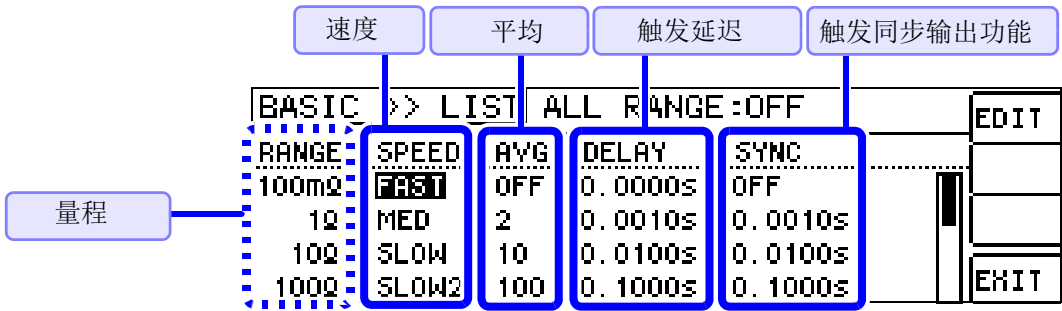 速度 平均 触发延迟 触发同步输出功能
BASIC >> LIST ALL RANGE:OFF EDIT
RANGE SPEED AVG DELAY SYNC
100mΩ FAST OFF 0.0000s OFF
量程
1Ω MED 2 0.0010s 0.0010s
10Ω SLOW 10 0.0100s 0.0100s
100Ω SLOW2 100 0.1000s 0.1000s EXIT